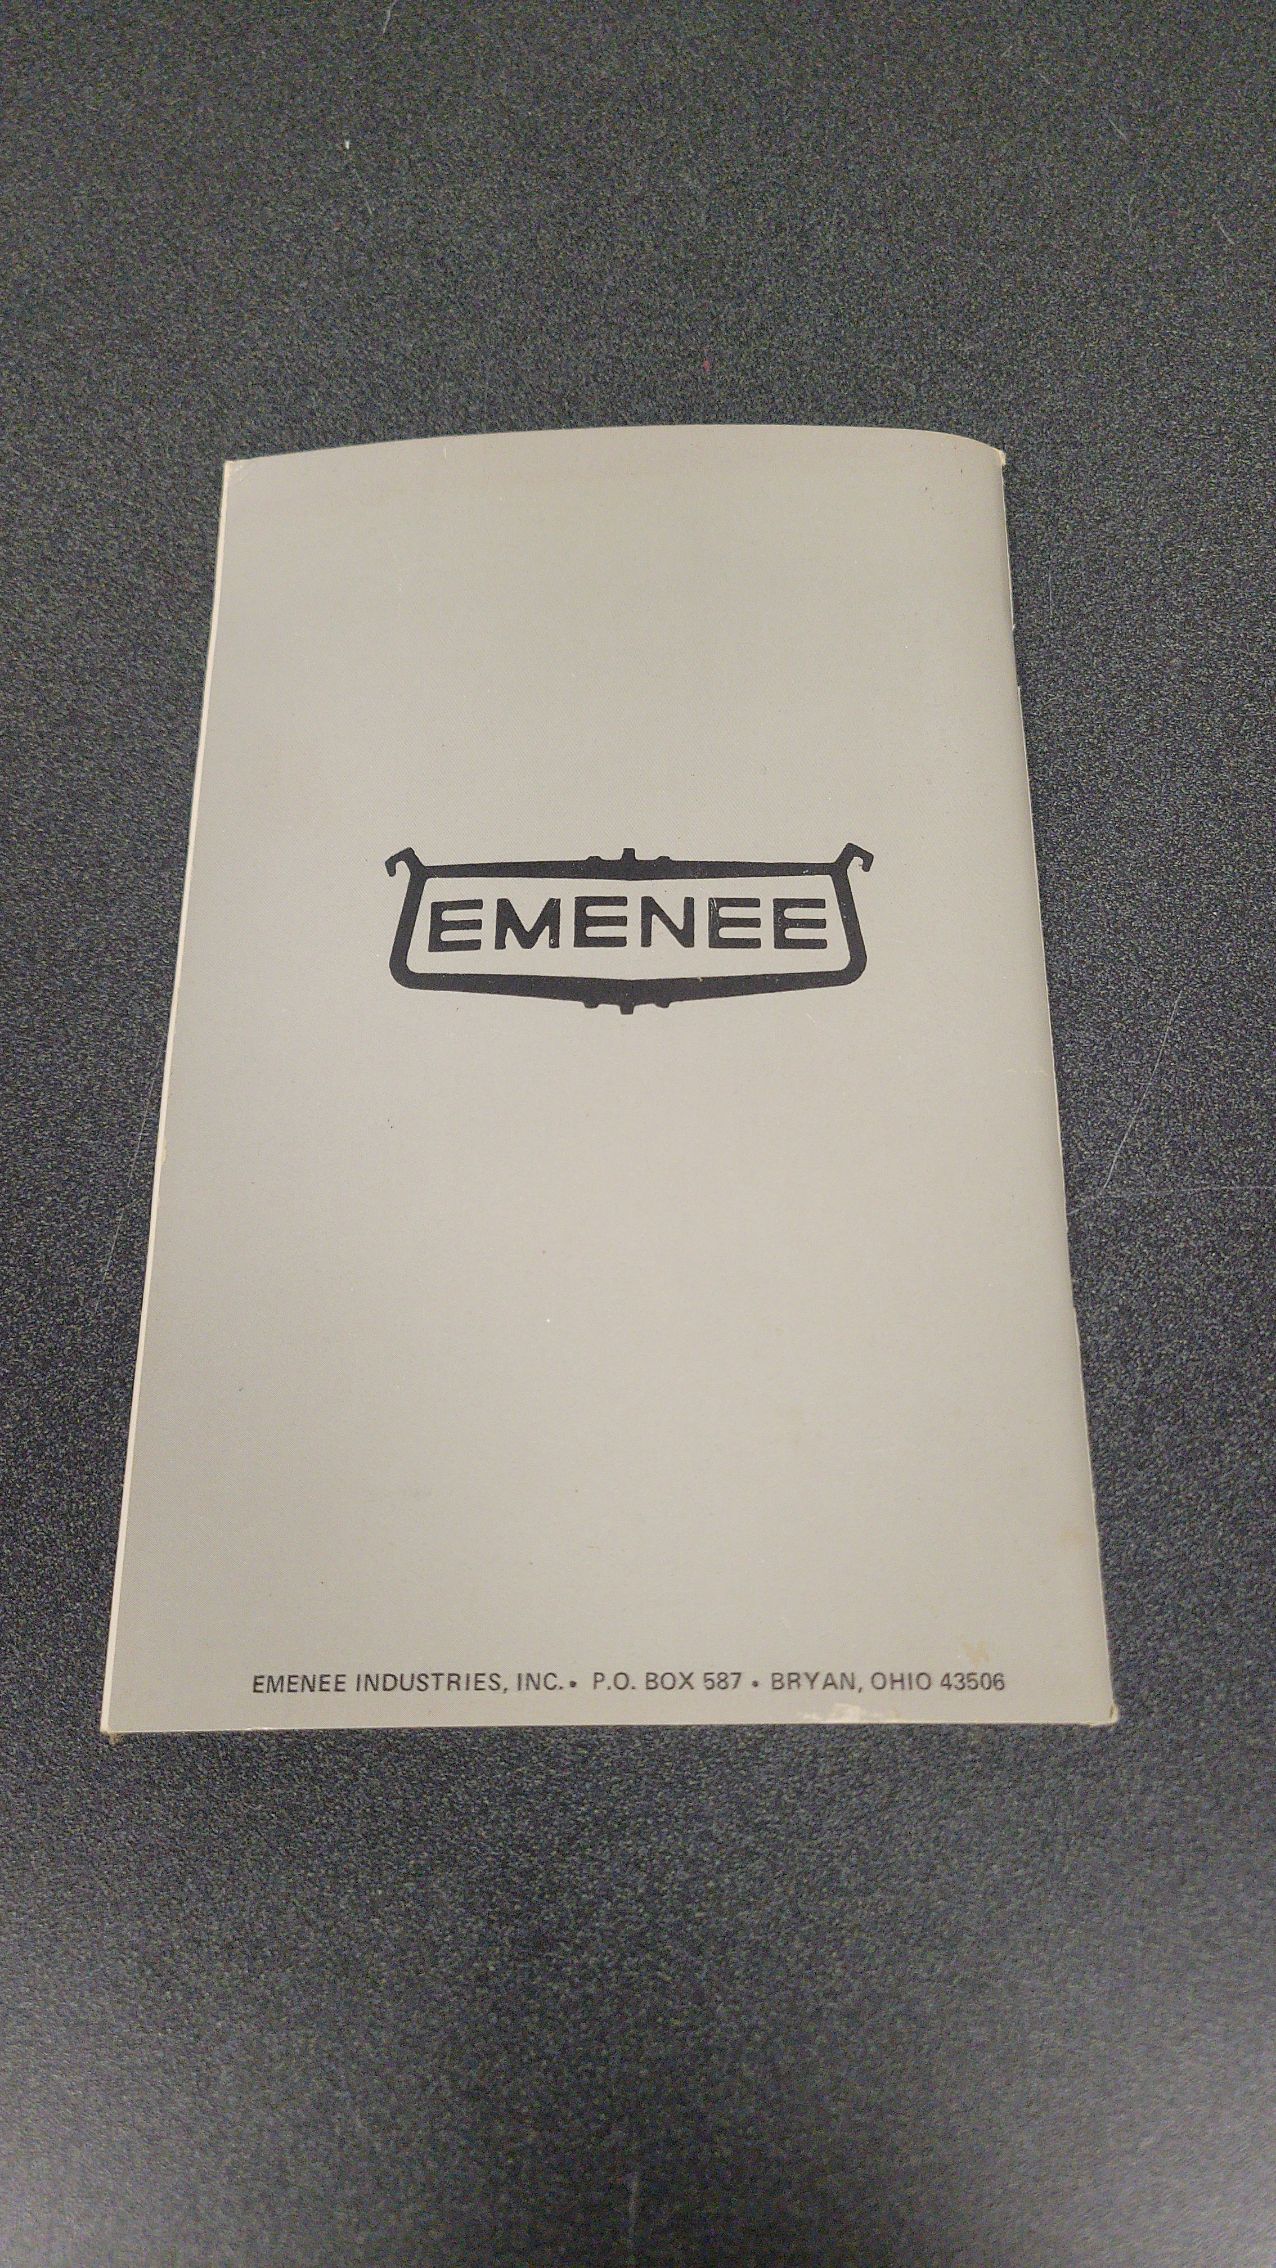 EMENEE
EMENEE INDUSTRIES, INC. • P.O. BOX 587 • BRYAN, OHIO 43506